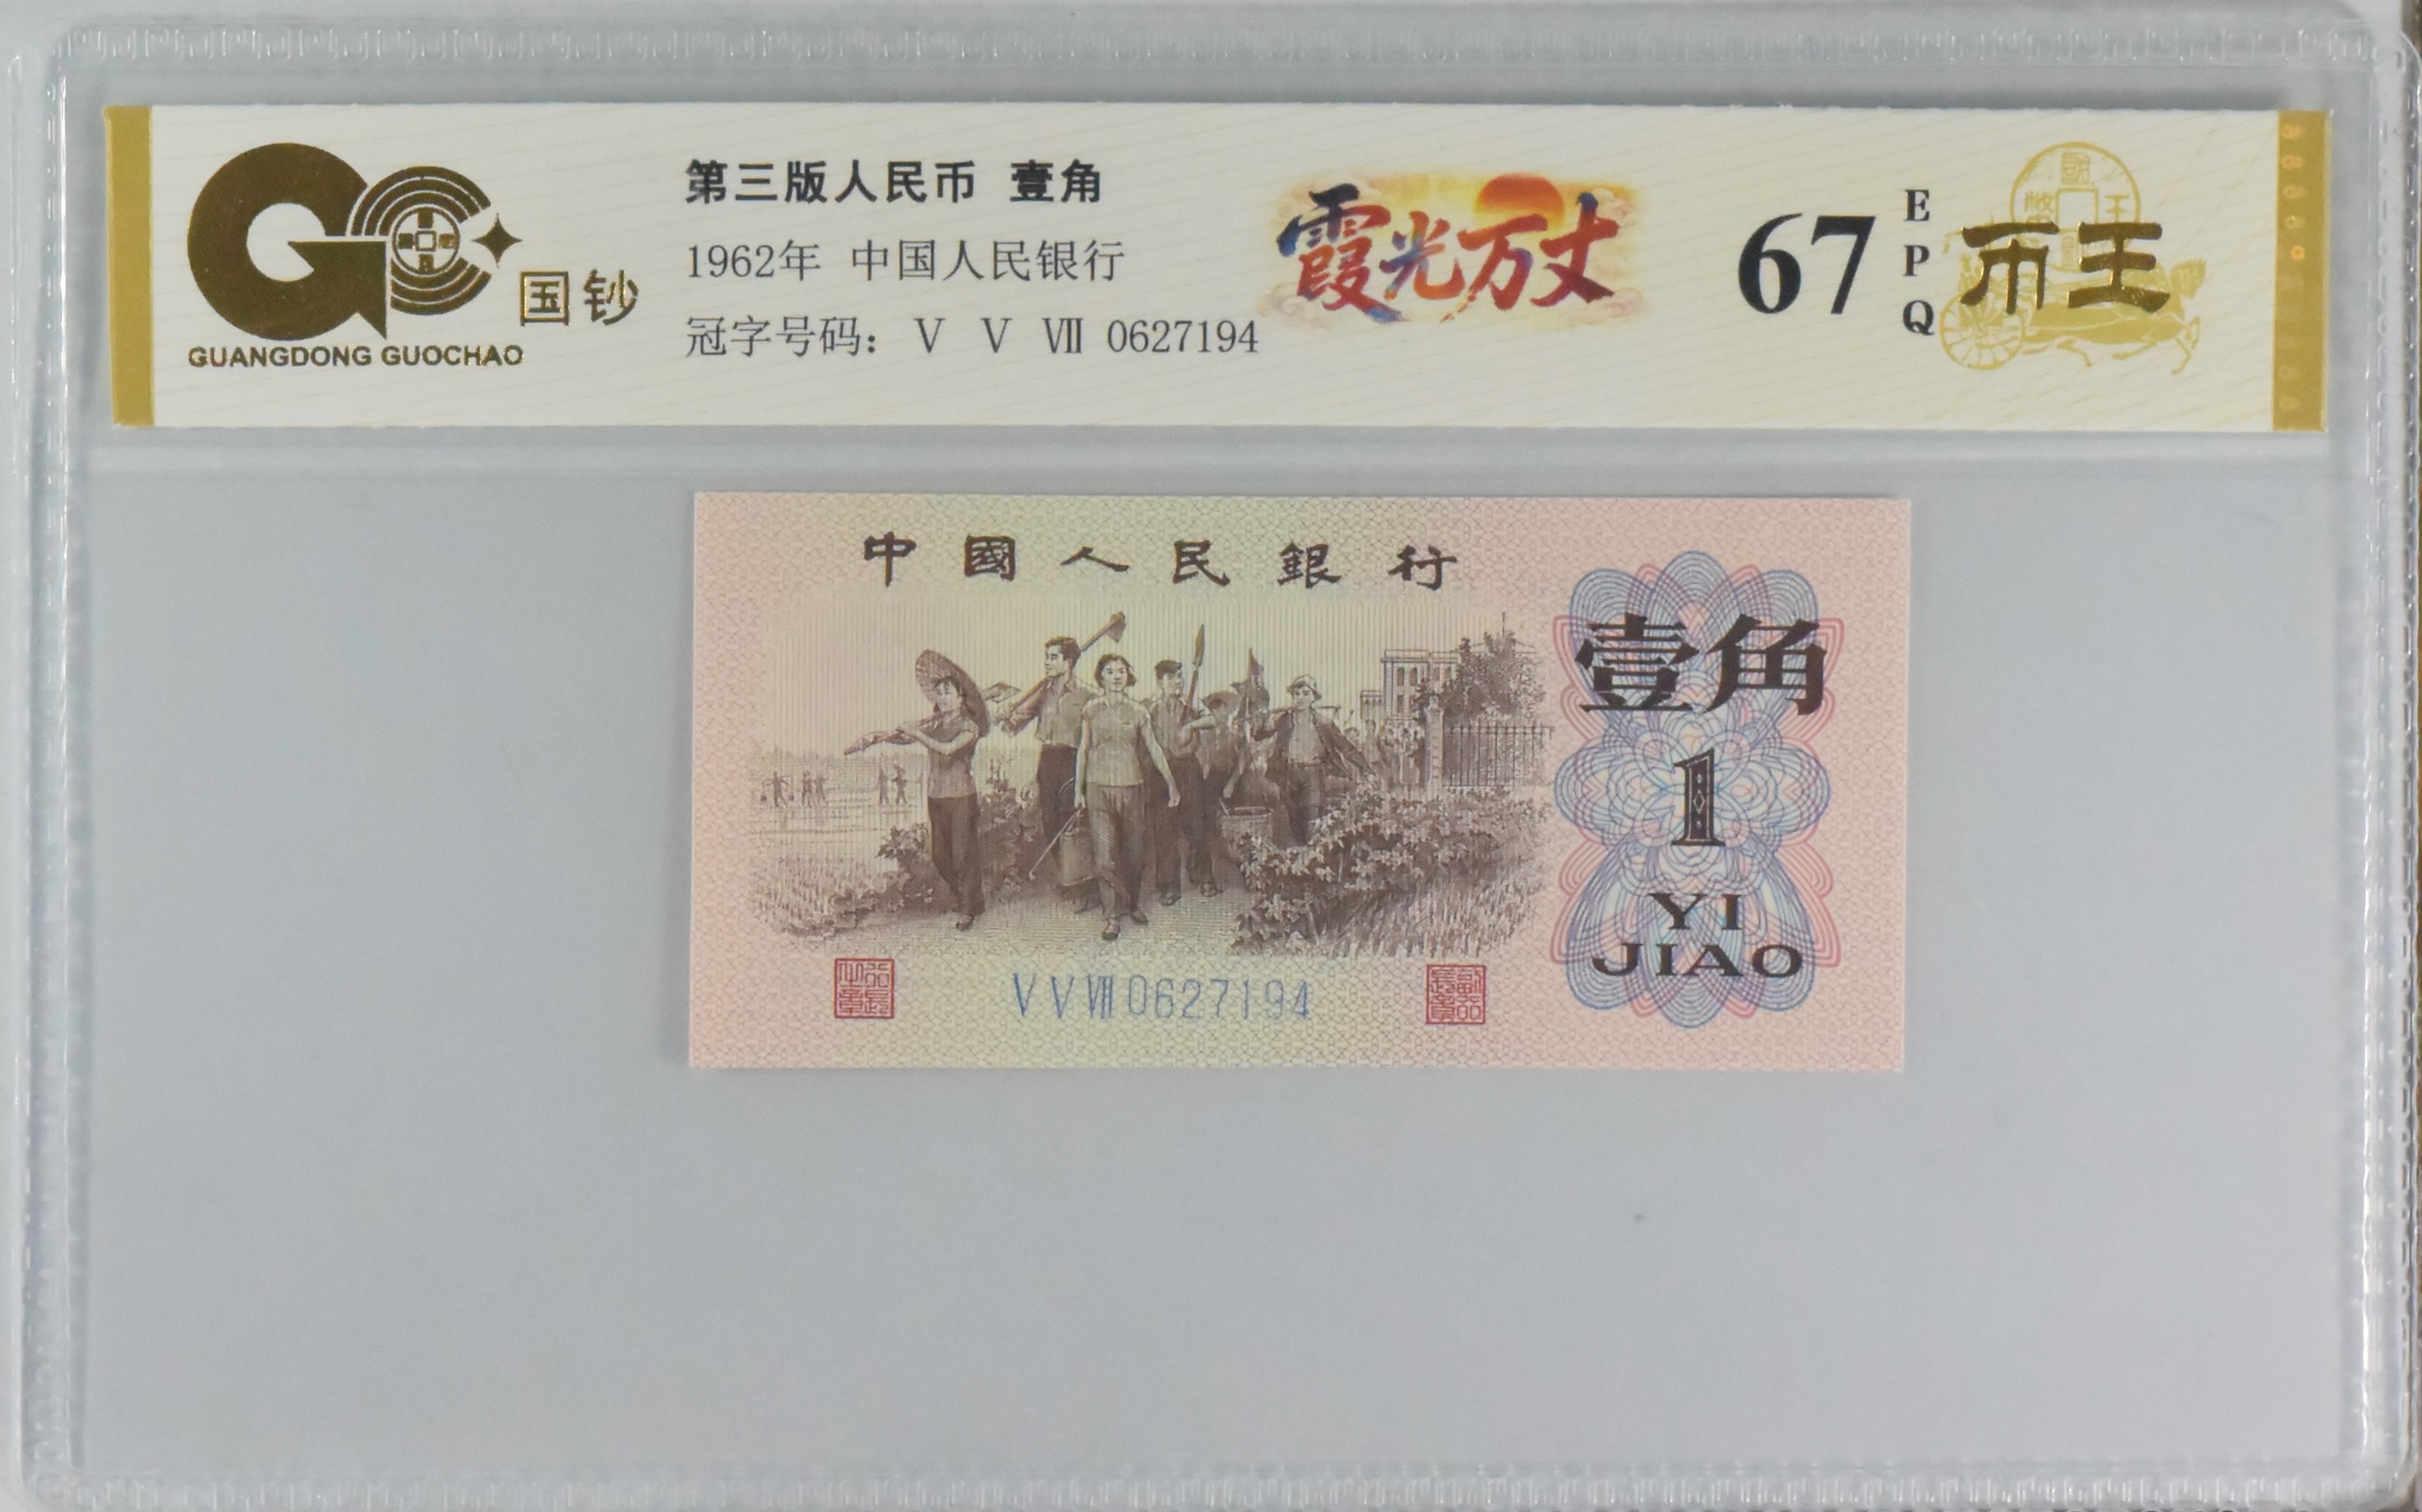 国钞
GUANGDONG GUOCHAO
第三版人民币 壹角
1962年 中国人民银行
冠字号码: Ⅴ Ⅴ Ⅶ 0627194
霞光万丈
67
EPQ
币王
中國人民銀行
壹角
1
YI
JIAO
ⅤⅤⅦ0627194